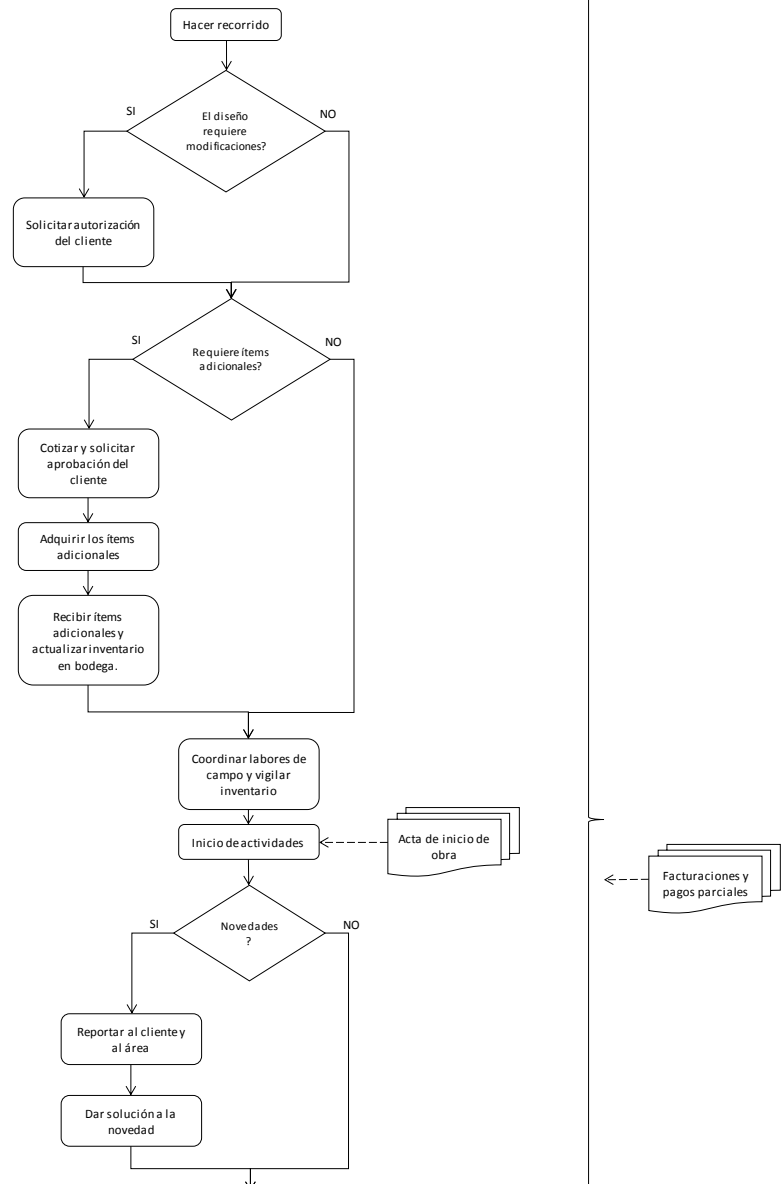 Hacer recorrido
El diseño
requiere
modificaciones?
SI
NO
Solicitar autorización
del cliente
Requiere ítems
adicionales?
SI
NO
Cotizar y solicitar
aprobación del
cliente
Adquirir los ítems
adicionales
Recibir ítems
adicionales y
actualizar inventario
en bodega.
Coordinar labores de
campo y vigilar
inventario
Inicio de actividades
Acta de inicio de
obra
Facturaciones y
pagos parciales
Novedades
?
SI
NO
Reportar al cliente y
al área
Dar solución a la
novedad